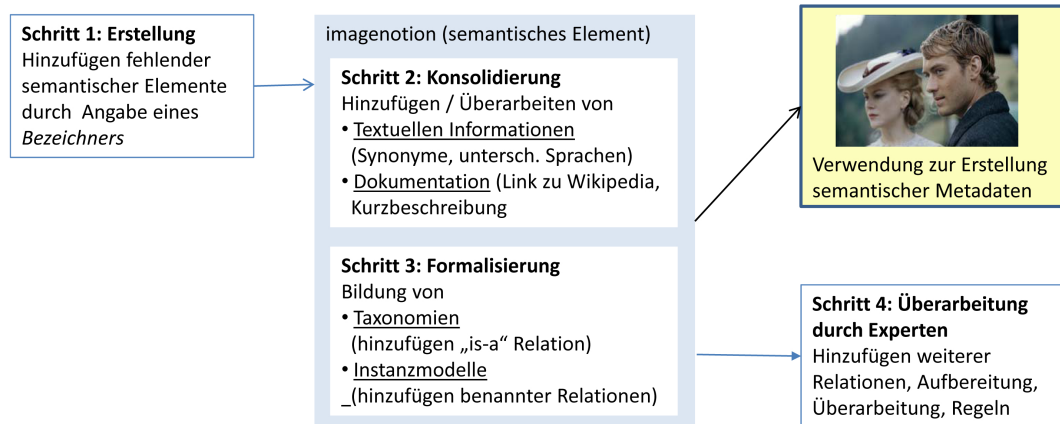 Schritt 1: Erstellung
Hinzufügen fehlender
semantischer Elemente
durch Angabe eines
Bezeichners
imagenotion (semantisches Element)
Schritt 2: Konsolidierung
Hinzufügen / Überarbeiten von
• Textuellen Informationen
(Synonyme, untersch. Sprachen)
• Dokumentation (Link zu Wikipedia,
Kurzbeschreibung
Schritt 3: Formalisierung
Bildung von
• Taxonomien
(hinzufügen „is-a“ Relation)
• Instanzmodelle
_(hinzufügen benannter Relationen)
Verwendung zur Erstellung
semantischer Metadaten
Schritt 4: Überarbeitung
durch Experten
Hinzufügen weiterer
Relationen, Aufbereitung,
Überarbeitung, Regeln